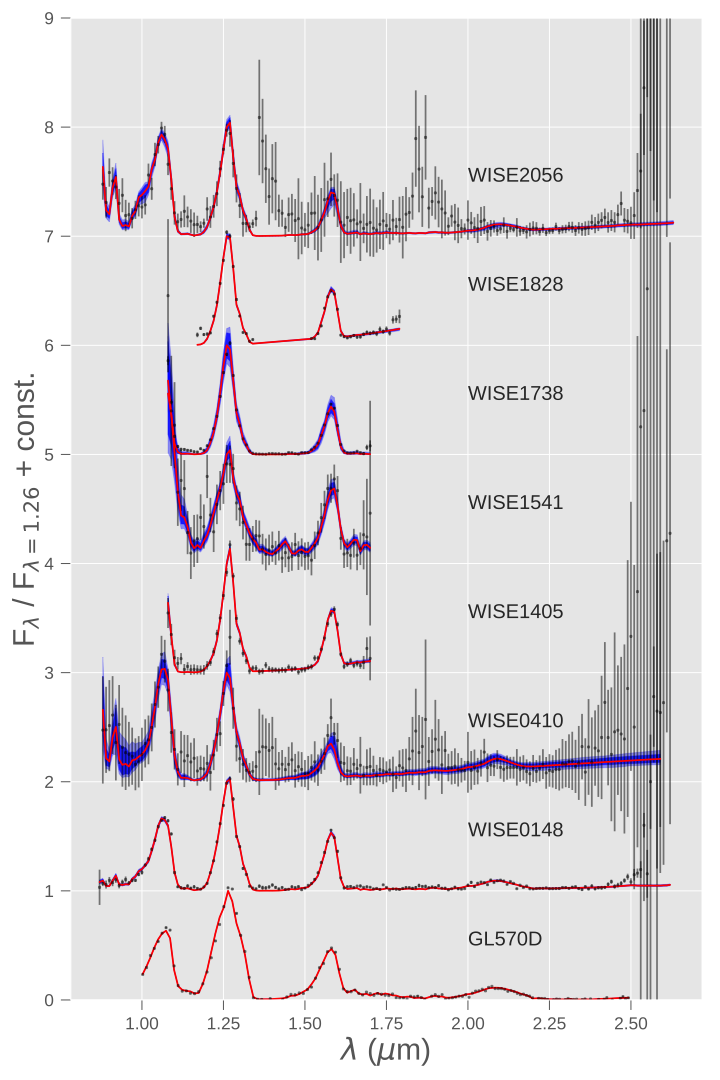 9
8
WISE2056
7
WISE1828
6
WISE1738
5
WISE1541
4
WISE1405
3
WISE0410
2
WISE0148
1
GL570D
0
F_λ / F_λ = 1.26 + const.
1.00 1.25 1.50 1.75 2.00 2.25 2.50
λ (μm)